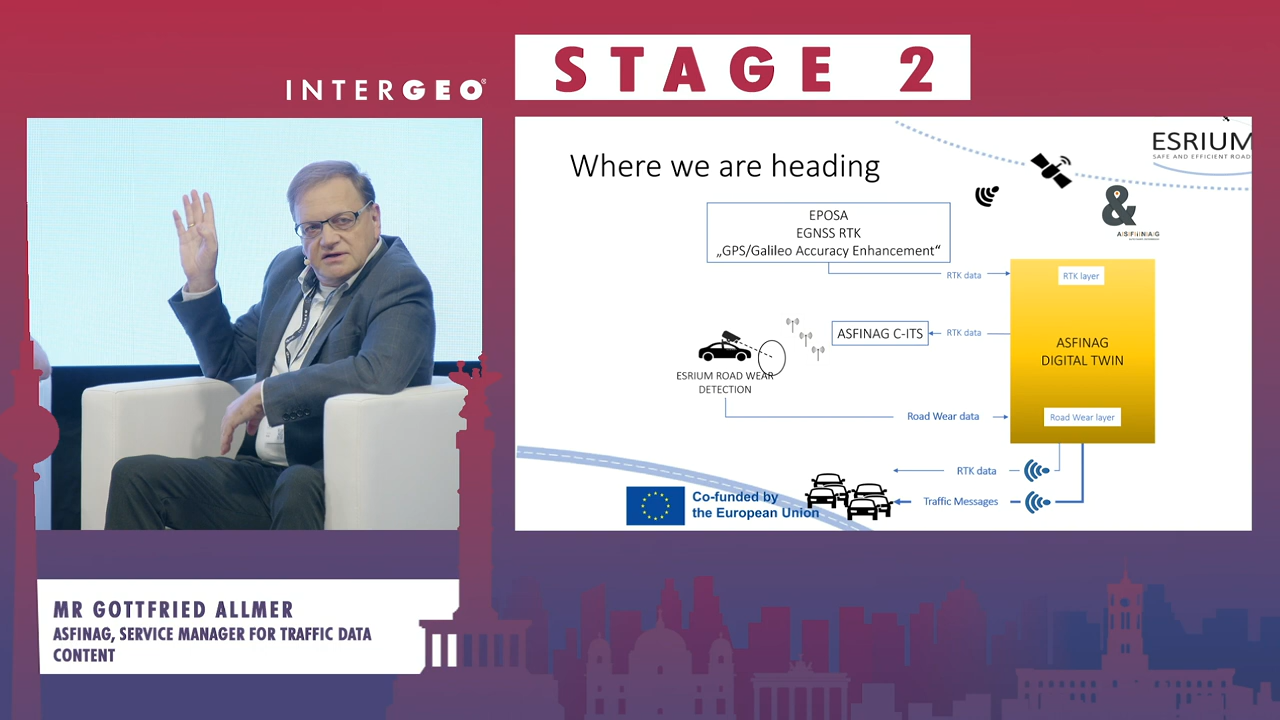 INTERGEO®
STAGE 2
Where we are heading
ESRIUM
SAFE AND EFFICIENT ROAD
&
ASFiNAG
EPOSA
EGNSS RTK
„GPS/Galileo Accuracy Enhancement“
RTK data
RTK layer
ASFINAG C-ITS
RTK data
ASFINAG
DIGITAL TWIN
ESRIUM ROAD WEAR
DETECTION
Road Wear data
Road Wear layer
RTK data
Traffic Messages
Co-funded by
the European Union
MR GOTTFRIED ALLMER
ASFINAG, SERVICE MANAGER FOR TRAFFIC DATA
CONTENT